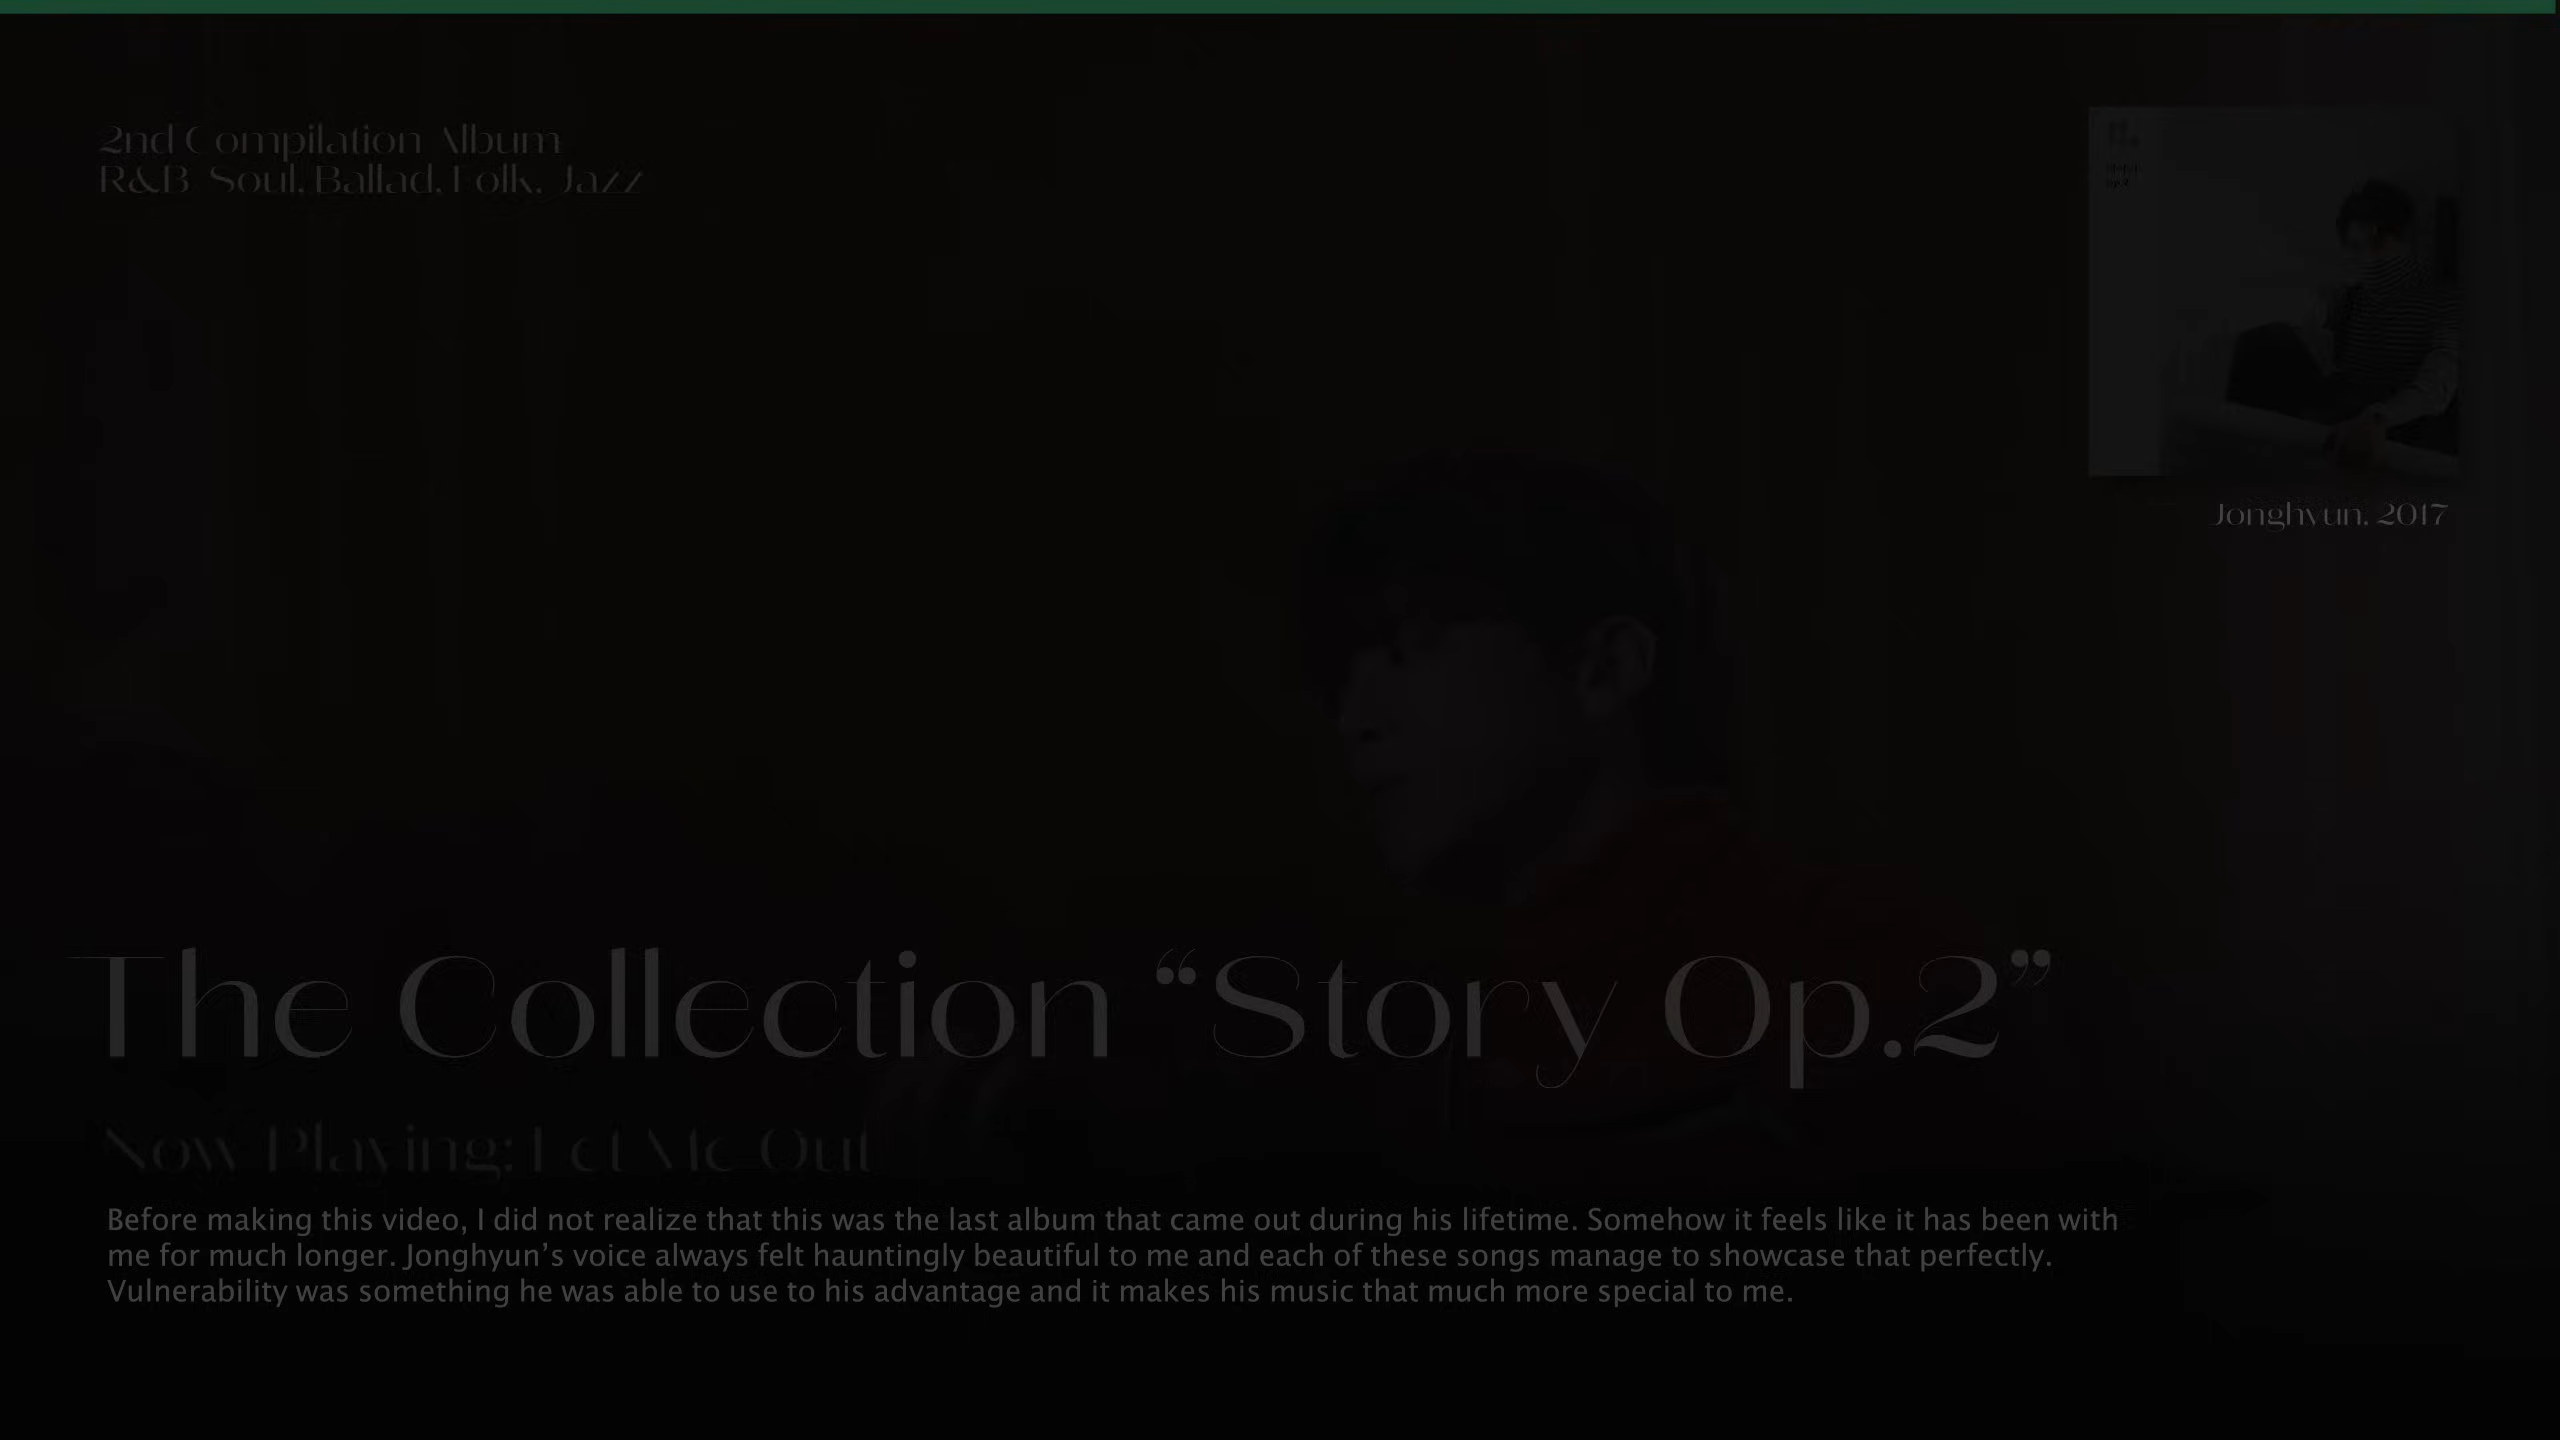 2nd Compilation Album
R&B Soul, Ballad, Folk, Jazz
Jonghyun, 2017
The Collection “Story Op.2”
Now Playing: Let Me Out
Before making this video, I did not realize that this was the last album that came out during his lifetime. Somehow it feels like it has been with
me for much longer. Jonghyun’s voice always felt hauntingly beautiful to me and each of these songs manage to showcase that perfectly.
Vulnerability was something he was able to use to his advantage and it makes his music that much more special to me.